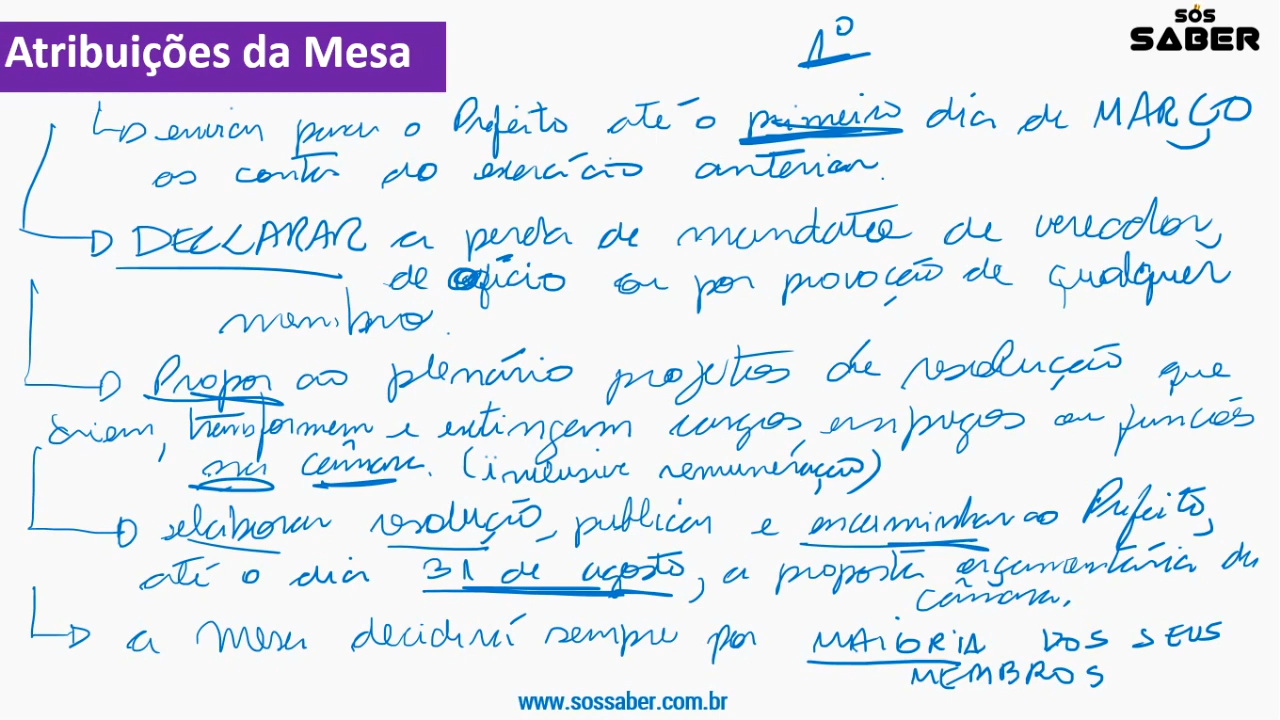 SÓS
SABER
Atribuições da Mesa
1º
enviar para o Prefeito até o primeiro dia de MARÇO
as contas do exercício anterior.
DECLARAR a perda de mandato de vereador,
de ofício ou por provocação de qualquer
membro.
Propor ao plenário projetos de resolução que
criem, transformem e extingam cargos, empregos ou funções
na câmara. (inclusive remuneração)
elaborar resolução, publicar e encaminhar ao Prefeito,
até o dia 31 de agosto, a proposta orçamentária da
câmara.
a mesa decidirá sempre por MAIORIA DOS SEUS
MEMBROS
www.sossaber.com.br